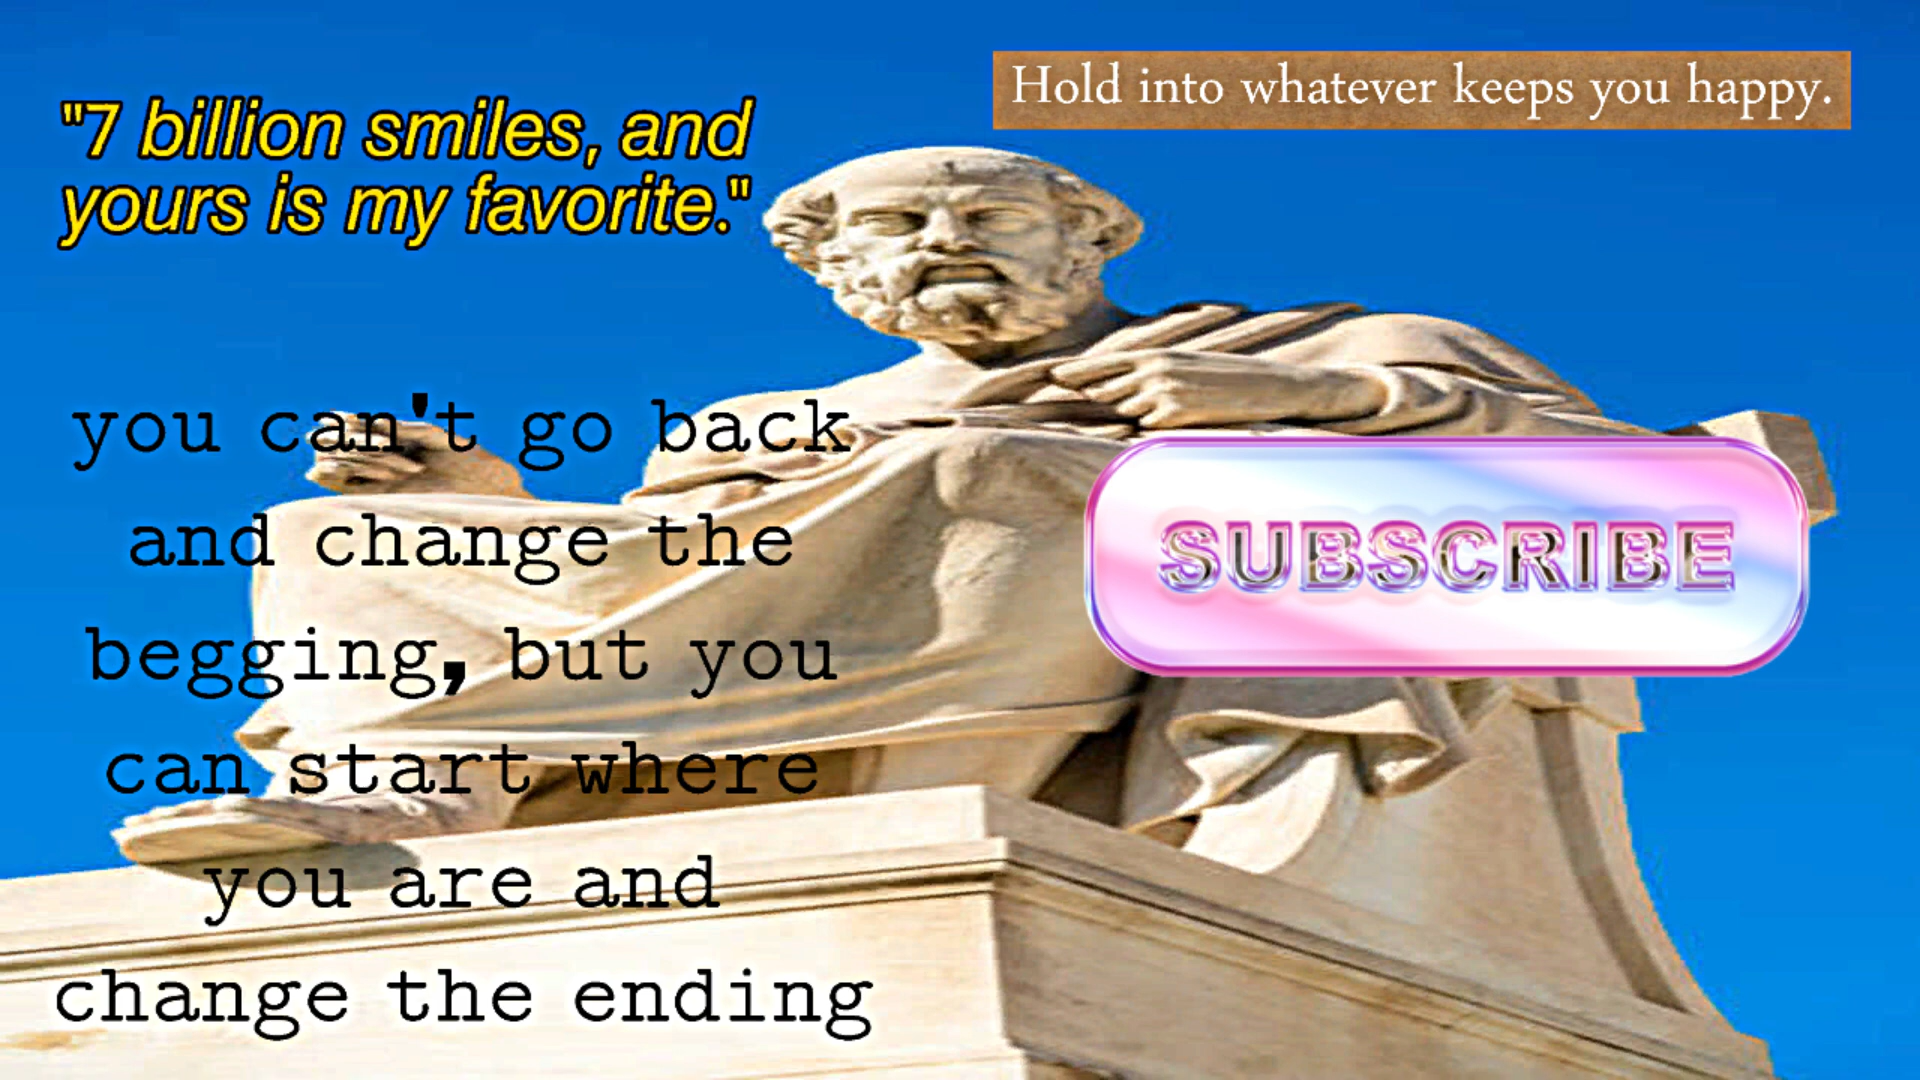 "7 billion smiles, and
yours is my favorite."
Hold into whatever keeps you happy.
you can't go back
and change the
begging, but you
can start where
you are and
change the ending
SUBSCRIBE